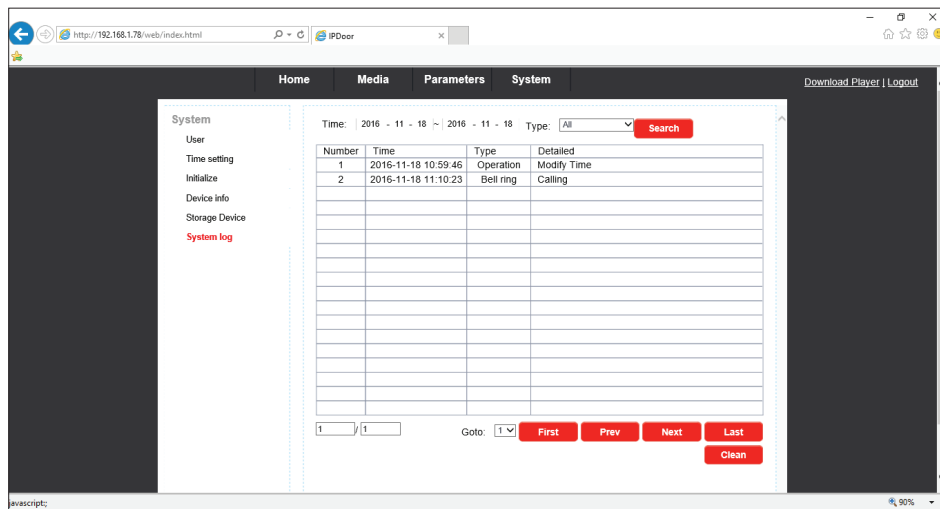 http://192.168.1.78/web/index.html
IPDoor
Home Media Parameters System
Download Player | Logout
System
User
Time setting
Initialize
Device info
Storage Device
System log
Time: 2016 - 11 - 18 ~ 2016 - 11 - 18 Type: All Search
Number Time Type Detailed
1 2016-11-18 10:59:46 Operation Modify Time
2 2016-11-18 11:10:23 Bell ring Calling
1 / 1 Goto: 1 First Prev Next Last
Clean
javascript:;
90%